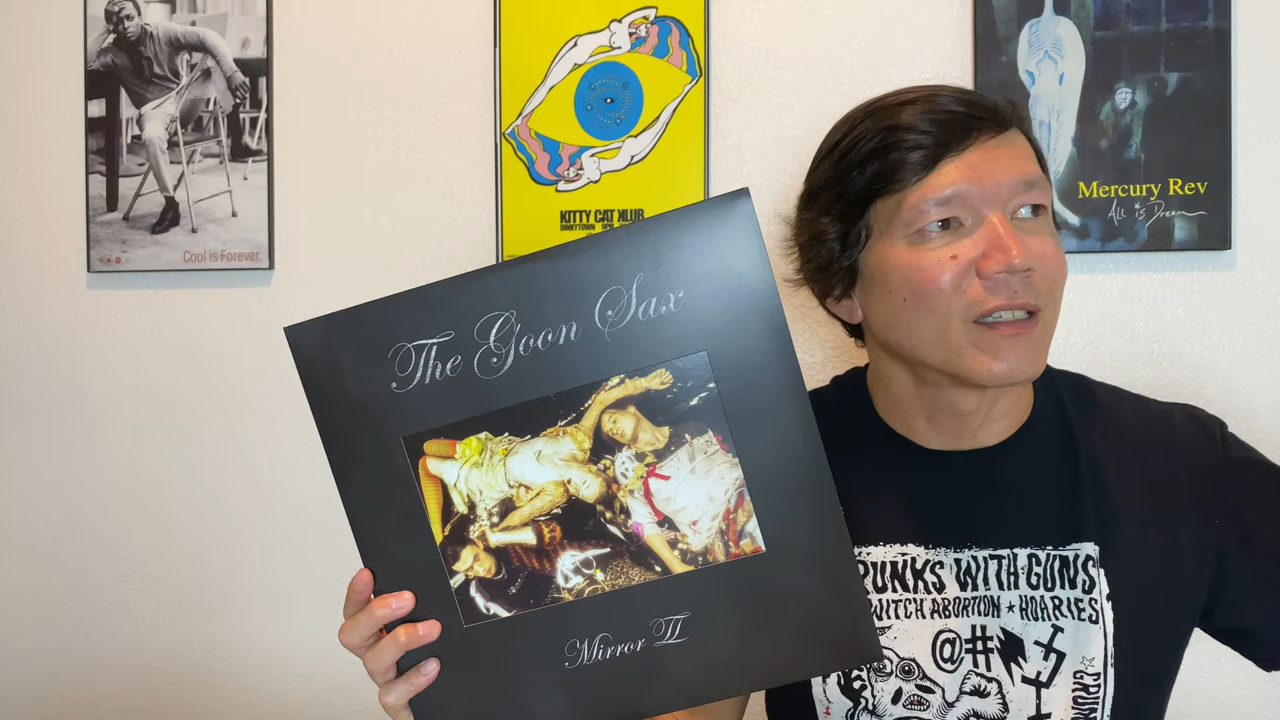 Cool is Forever.
KITTY CAT KLUB
DINKYTOWN 9PM
Mercury Rev
All is Dream
The Goon Sax
Mirror II
PUNKS WITH GUNS
WITCH ABORTION ★ HOARIES
@#